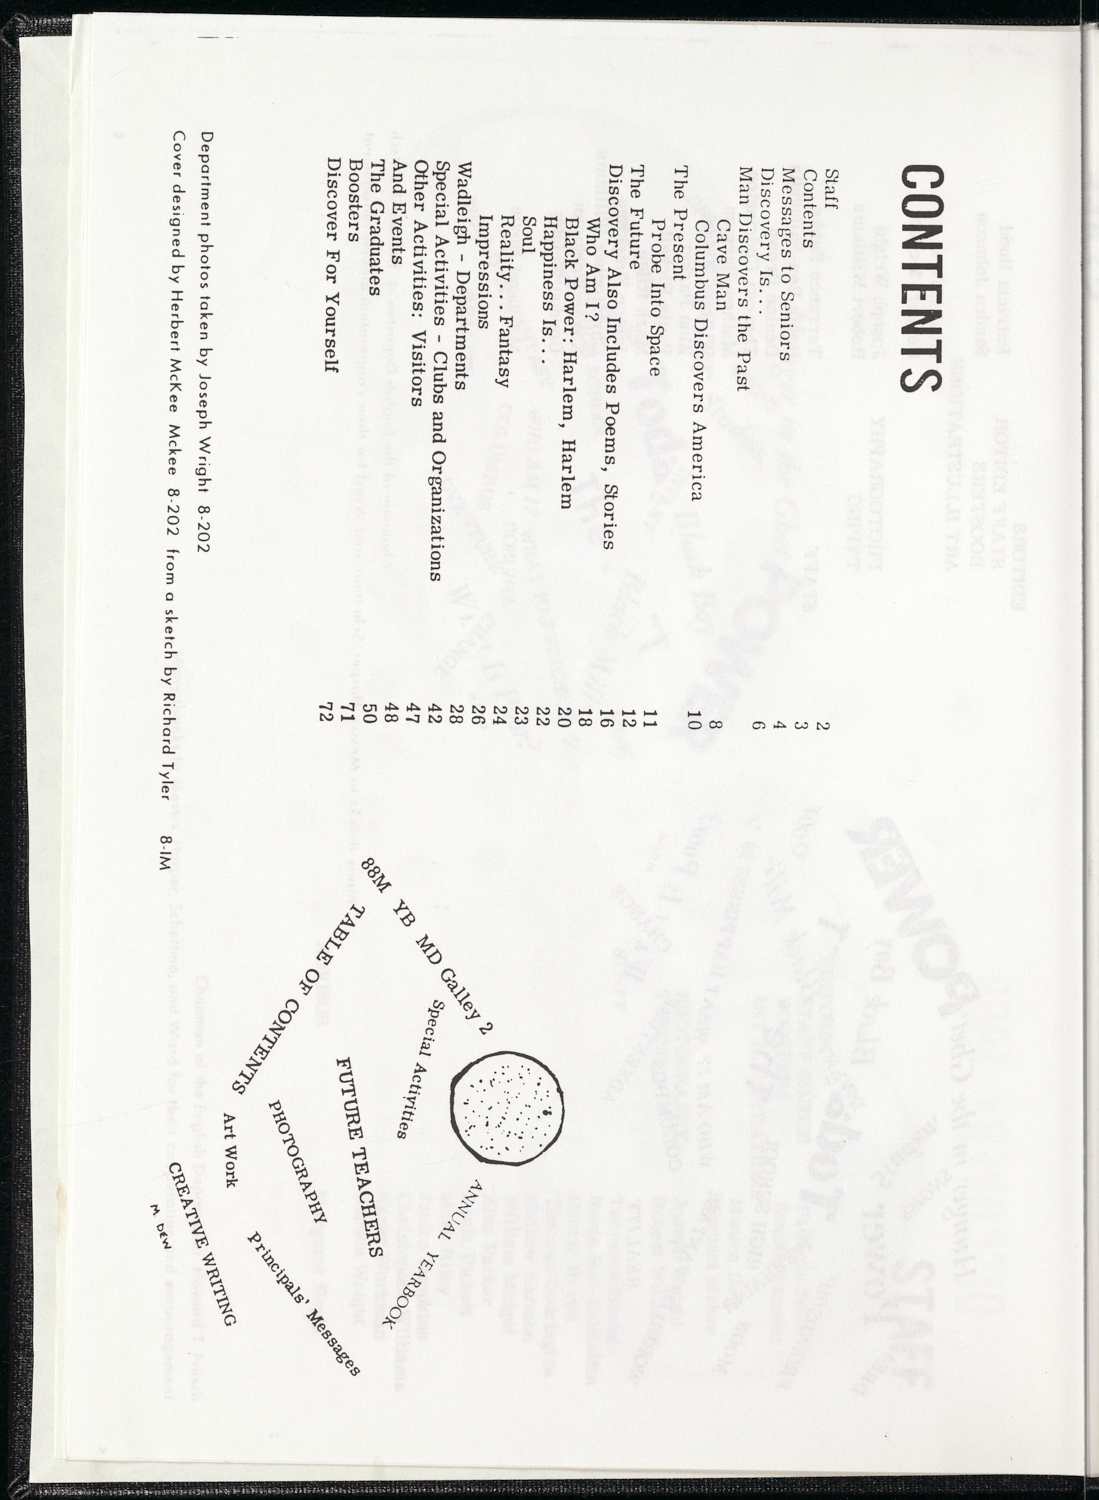 CONTENTS
Staff 2
Contents 3
Messages to Seniors 4
Discovery Is... 6
Man Discovers the Past
Cave Man 8
Columbus Discovers America 10
The Present
Probe Into Space 11
The Future 12
Discovery Also Includes Poems, Stories 16
Who Am I? 18
Black Power: Harlem, Harlem 20
Happiness Is... 22
Soul 23
Reality... Fantasy 24
Impressions 26
Wadleigh - Departments 28
Special Activities - Clubs and Organizations 42
Other Activities: Visitors 47
And Events 48
The Graduates 50
Boosters 71
Discover For Yourself 72
Department photos taken by Joseph Wright 8-202
Cover designed by Herbert McKee Mckee 8-202 from a sketch by Richard Tyler 8-1M
88M YB MD Galley 2
TABLE OF CONTENTS
Special Activities
FUTURE TEACHERS
ANNUAL YEARBOOK
PHOTOGRAPHY
Art Work
Principals' Messages
CREATIVE WRITING
M. DEW